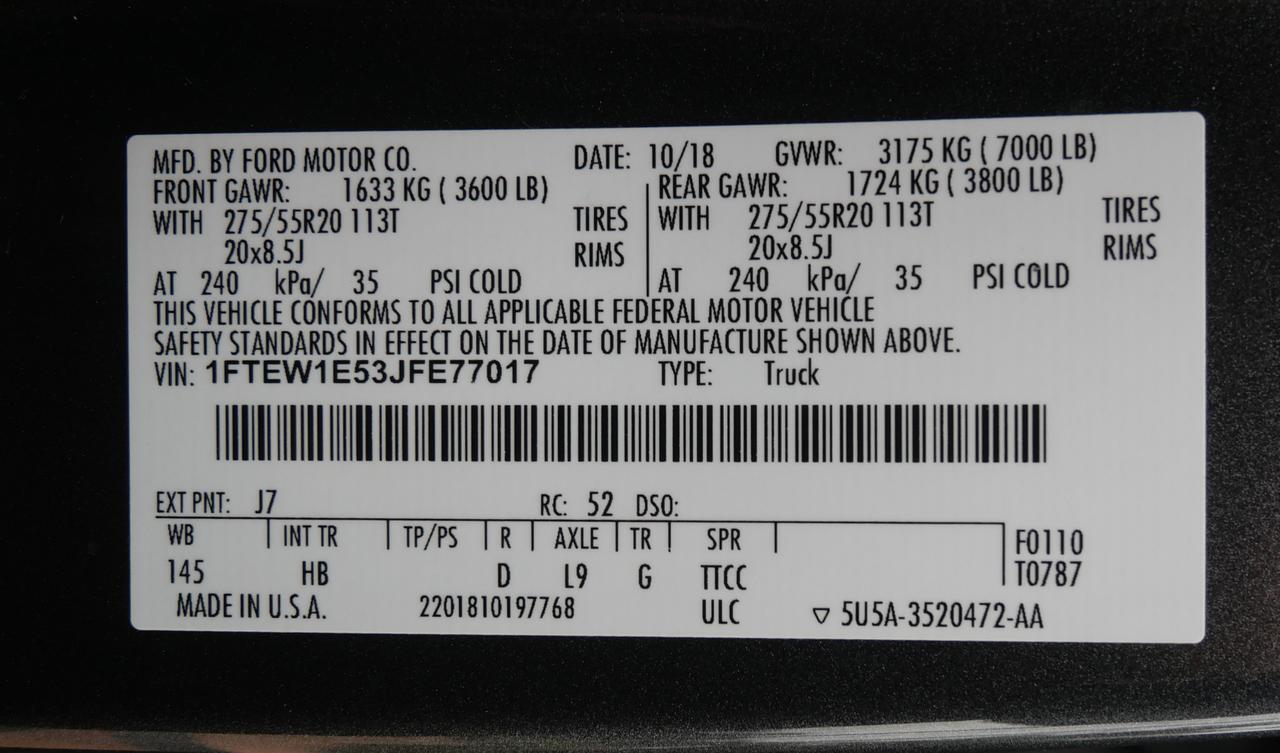 MFD. BY FORD MOTOR CO. DATE: 10/18 GVWR: 3175 KG ( 7000 LB)
FRONT GAWR: 1633 KG ( 3600 LB) REAR GAWR: 1724 KG ( 3800 LB)
WITH 275/55R20 113T TIRES WITH 275/55R20 113T TIRES
20x8.5J RIMS 20x8.5J RIMS
AT 240 kPa/ 35 PSI COLD AT 240 kPa/ 35 PSI COLD
THIS VEHICLE CONFORMS TO ALL APPLICABLE FEDERAL MOTOR VEHICLE
SAFETY STANDARDS IN EFFECT ON THE DATE OF MANUFACTURE SHOWN ABOVE.
VIN: 1FTEW1E53JFE77017 TYPE: Truck
EXT PNT: J7 RC: 52 DSO:
WB INT TR TP/PS R AXLE TR SPR F0110
145 HB D L9 G TTCC T0787
MADE IN U.S.A. 2201810197768 ULC ▽ 5U5A-3520472-AA